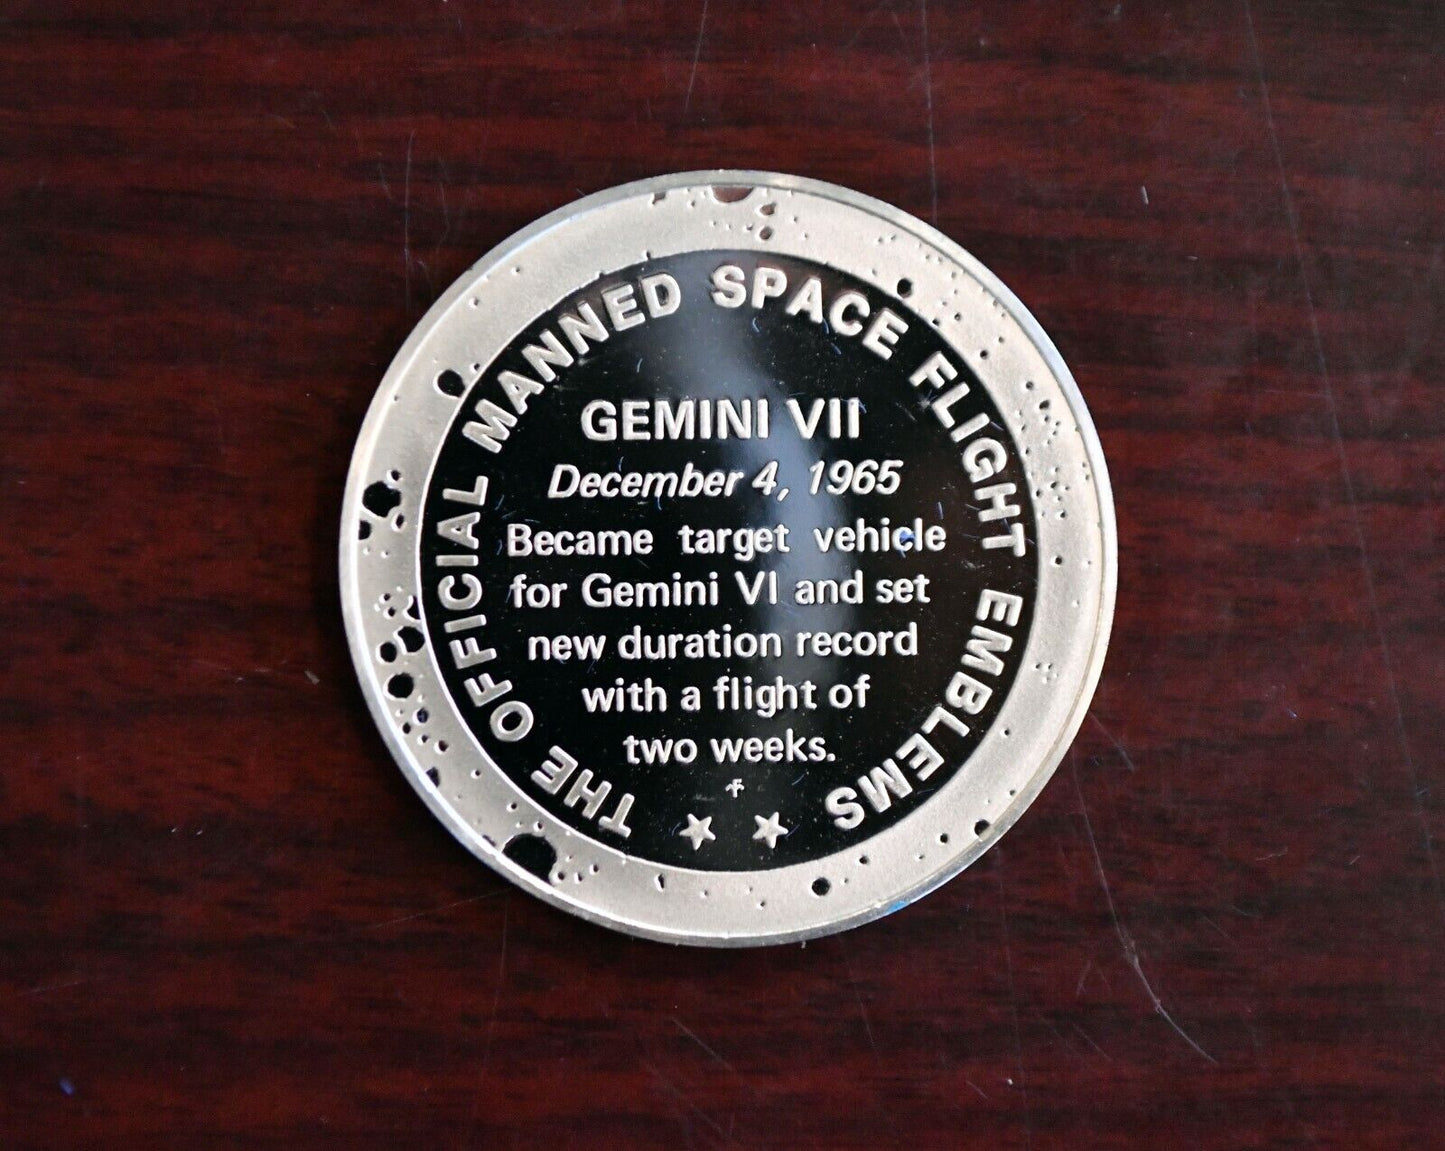 THE OFFICIAL MANNED SPACE FLIGHT EMBLEMS
GEMINI VII
December 4, 1965
Became target vehicle
for Gemini VI and set
new duration record
with a flight of
two weeks.